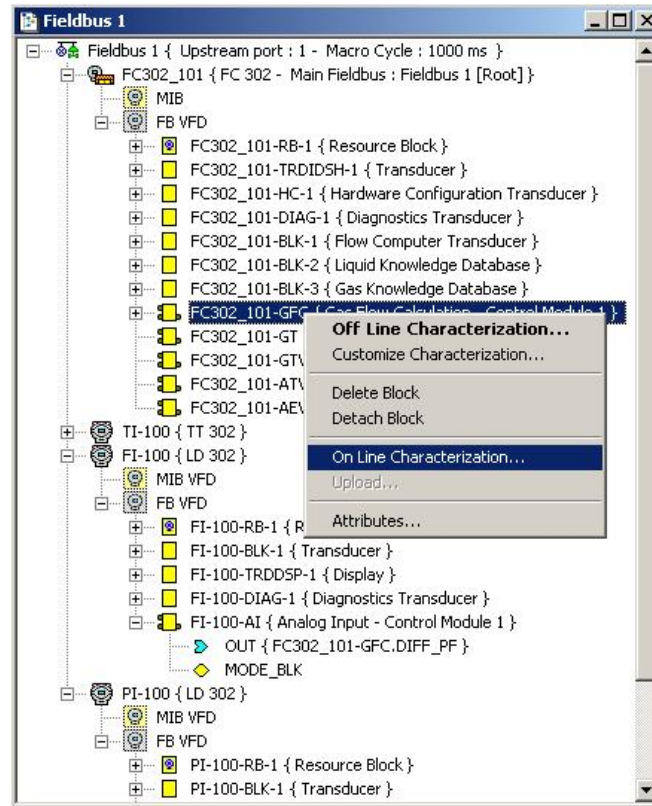 Fieldbus 1
Fieldbus 1 { Upstream port : 1 - Macro Cycle : 1000 ms }
FC302_101 { FC 302 - Main Fieldbus : Fieldbus 1 [Root] }
MIB
FB VFD
FC302_101-RB-1 { Resource Block }
FC302_101-TRDIDSH-1 { Transducer }
FC302_101-HC-1 { Hardware Configuration Transducer }
FC302_101-DIAG-1 { Diagnostics Transducer }
FC302_101-BLK-1 { Flow Computer Transducer }
FC302_101-BLK-2 { Liquid Knowledge Database }
FC302_101-BLK-3 { Gas Knowledge Database }
FC302_101-GFC { Gas Flow Calculation - Control Module 1 }
Off Line Characterization...
FC302_101-GT
Customize Characterization...
FC302_101-GT
FC302_101-AT
Delete Block
FC302_101-AE
Detach Block
TI-100 { TT 302 }
FI-100 { LD 302 }
On Line Characterization...
MIB VFD
Upload...
FB VFD
Attributes...
FI-100-RB-1 { R
FI-100-BLK-1 { Transducer }
FI-100-TRDDSP-1 { Display }
FI-100-DIAG-1 { Diagnostics Transducer }
FI-100-AI { Analog Input - Control Module 1 }
OUT { FC302_101-GFC.DIFF_PF }
MODE_BLK
PI-100 { LD 302 }
MIB VFD
FB VFD
PI-100-RB-1 { Resource Block }
PI-100-BLK-1 { Transducer }